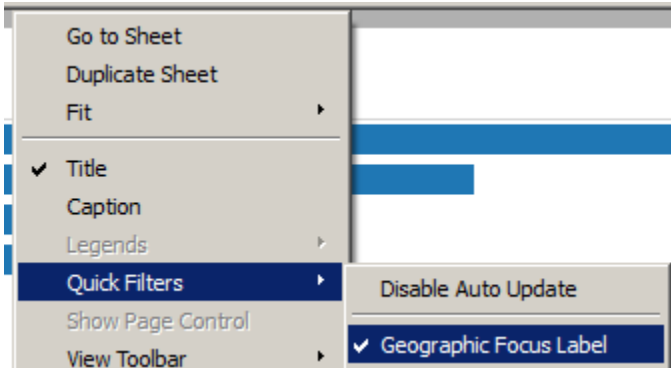 Go to Sheet
Duplicate Sheet
Fit
Title
Caption
Legends
Quick Filters
Disable Auto Update
Show Page Control
Geographic Focus Label
View Toolbar